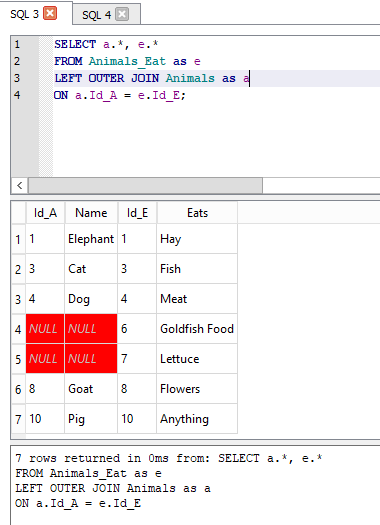 SQL 3 SQL 4
1 SELECT a.*, e.*
2 FROM Animals_Eat as e
3 LEFT OUTER JOIN Animals as a
4 ON a.Id_A = e.Id_E;
Id_A Name Id_E Eats
1 1 Elephant 1 Hay
2 3 Cat 3 Fish
3 4 Dog 4 Meat
4 NULL NULL 6 Goldfish Food
5 NULL NULL 7 Lettuce
6 8 Goat 8 Flowers
7 10 Pig 10 Anything
7 rows returned in 0ms from: SELECT a.*, e.*
FROM Animals_Eat as e
LEFT OUTER JOIN Animals as a
ON a.Id_A = e.Id_E